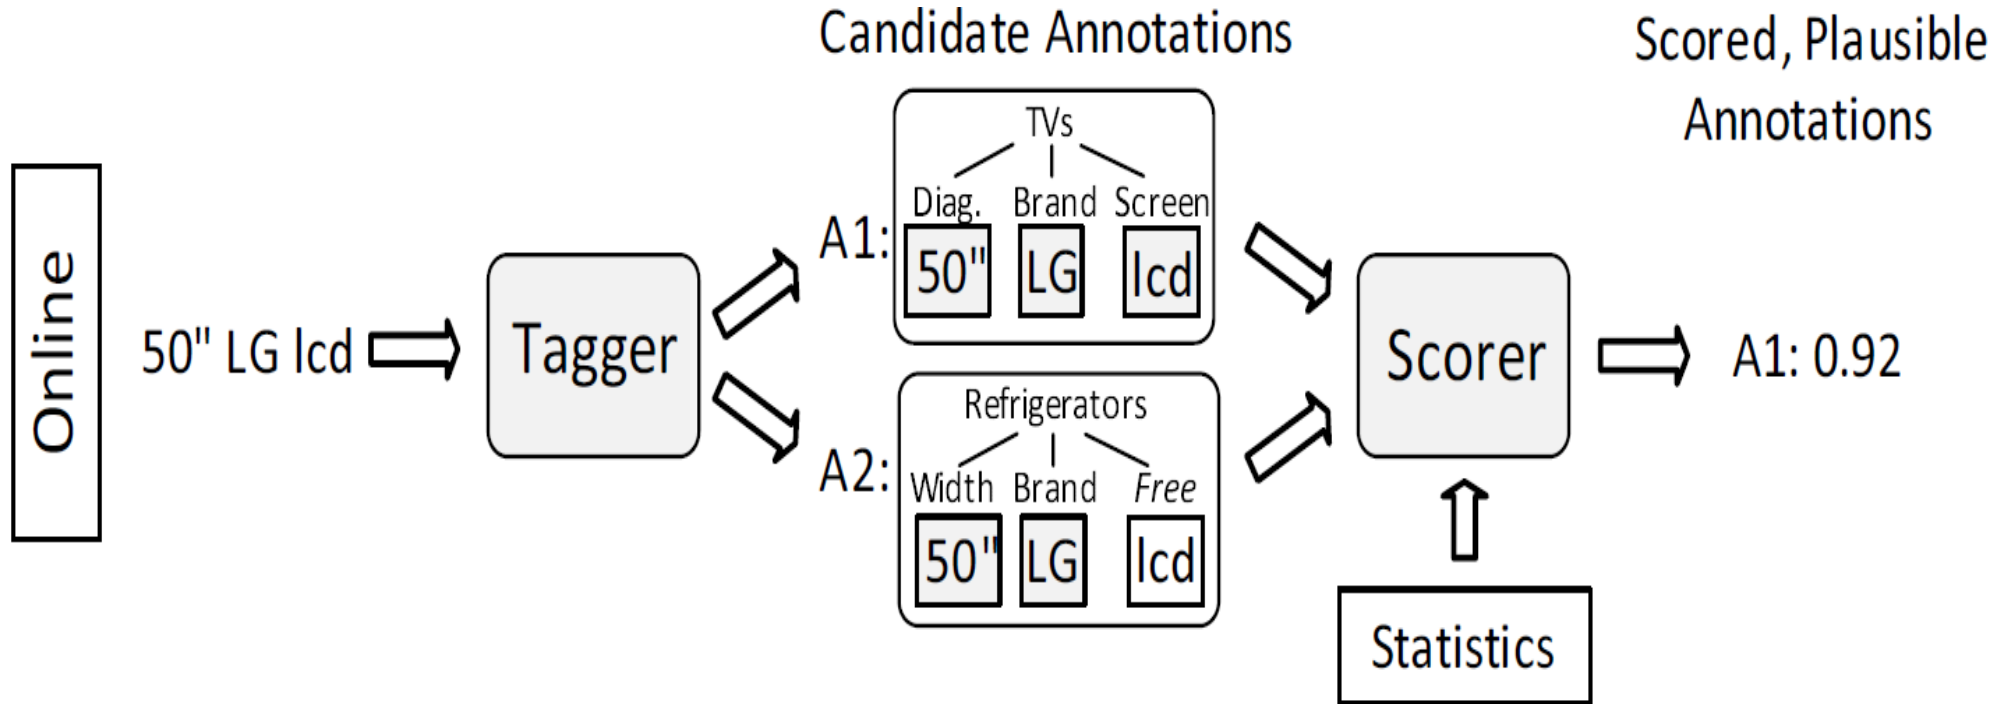 Candidate Annotations
Scored, Plausible
Annotations
Online
50" LG lcd
Tagger
A1:
TVs
Diag. Brand Screen
50" LG lcd
A2:
Refrigerators
Width Brand Free
50" LG lcd
Scorer
Statistics
A1: 0.92